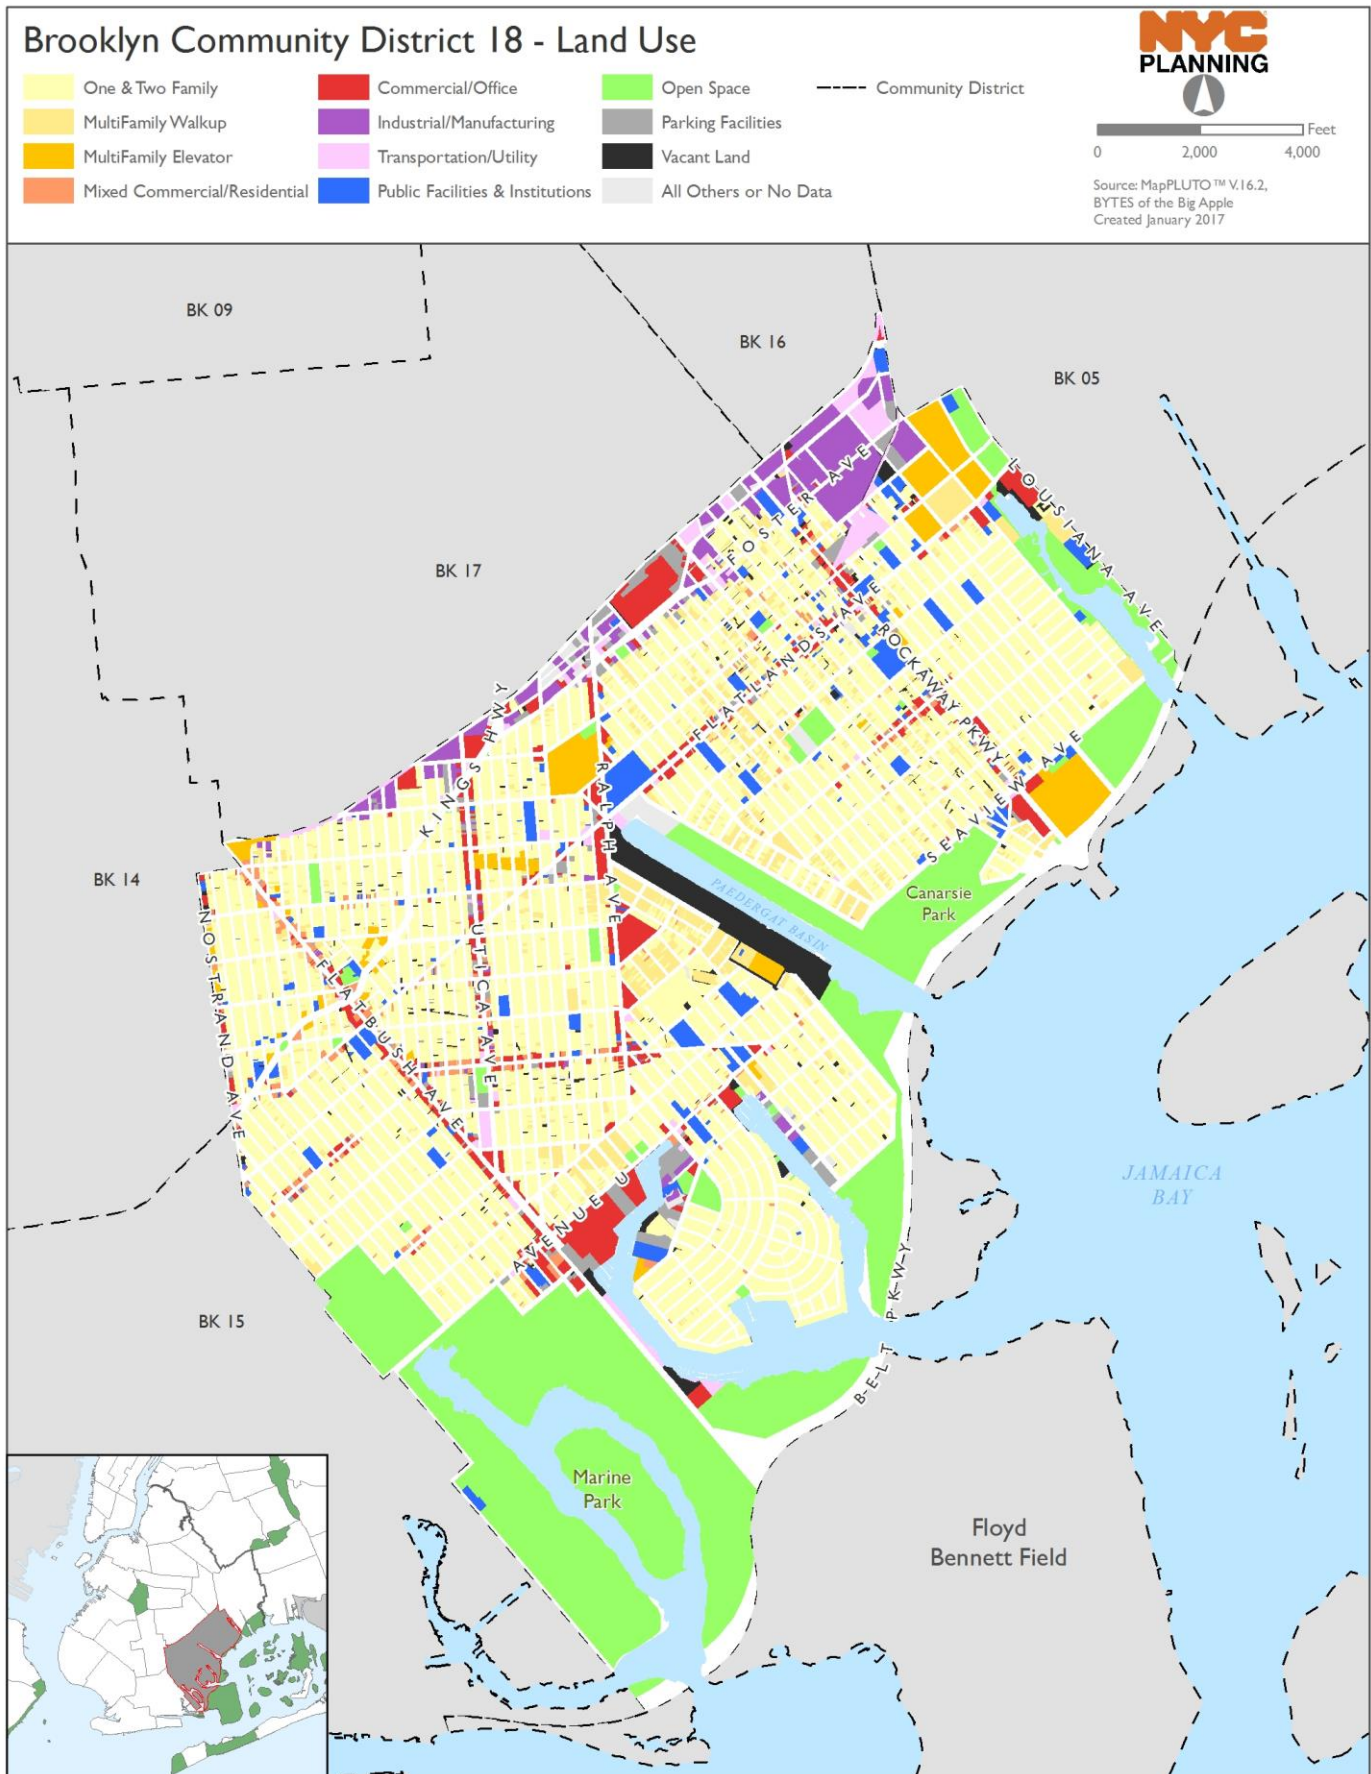 Brooklyn Community District 18 - Land Use
One & Two Family
MultiFamily Walkup
MultiFamily Elevator
Mixed Commercial/Residential
Commercial/Office
Industrial/Manufacturing
Transportation/Utility
Public Facilities & Institutions
Open Space
Parking Facilities
Vacant Land
All Others or No Data
Community District
NYC
PLANNING
Feet
0 2,000 4,000
Source: MapPLUTO™ V.16.2,
BYTES of the Big Apple
Created January 2017
BK 09
BK 16
BK 05
BK 17
BK 14
BK 15
LOUSIANA AVE
FOSTER AVE
FLATLANDS AVE
ROCKAWAY PKWY
KINGS HWY
RALPH AVE
SEAVIEW AVE
PAEDERGAT BASIN
Canarsie
Park
NOSTRAND AVE
FLATBUSH AVE
UTICA AVE
AVENUE U
BELT PKWY
JAMAICA
BAY
Marine
Park
Floyd
Bennett Field